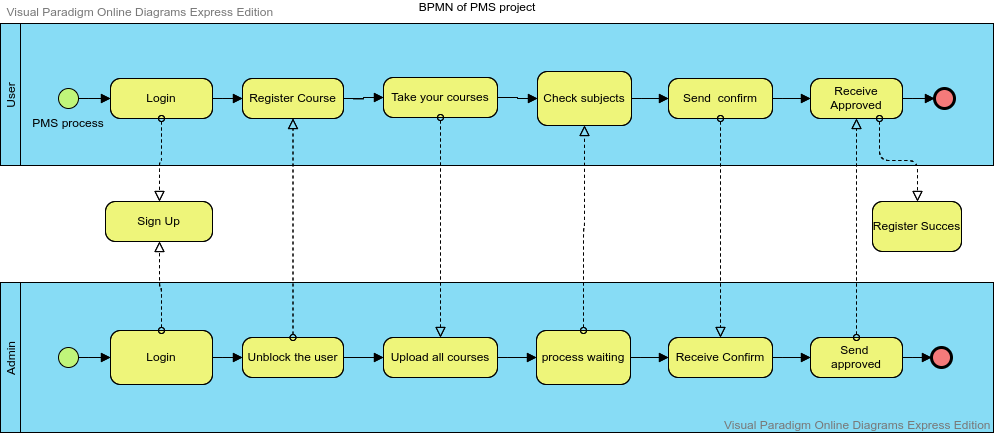 Visual Paradigm Online Diagrams Express Edition
BPMN of PMS project
User
PMS process
Login
Register Course
Take your courses
Check subjects
Send confirm
Receive
Approved
Sign Up
Register Succes
Admin
Login
Unblock the user
Upload all courses
process waiting
Receive Confirm
Send
approved
Visual Paradigm Online Diagrams Express Edition